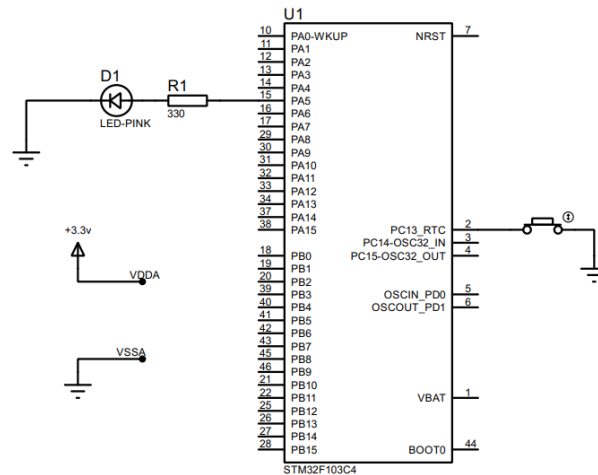 U1
10 PA0-WKUP NRST 7
11 PA1
12 PA2
13 PA3
14 PA4
15 PA5
16 PA6
17 PA7
29 PA8
30 PA9
31 PA10
32 PA11
33 PA12
34 PA13
37 PA14
38 PA15 PC13_RTC 2
PC14-OSC32_IN 3
18 PB0 PC15-OSC32_OUT 4
19 PB1
20 PB2
39 PB3 OSCIN_PD0 5
40 PB4 OSCOUT_PD1 6
41 PB5
42 PB6
43 PB7
45 PB8
46 PB9
21 PB10
22 PB11 VBAT 1
25 PB12
26 PB13
27 PB14
28 PB15 BOOT0 44
STM32F103C4
D1
LED-PINK
R1
330
+3.3v
VDDA
VSSA